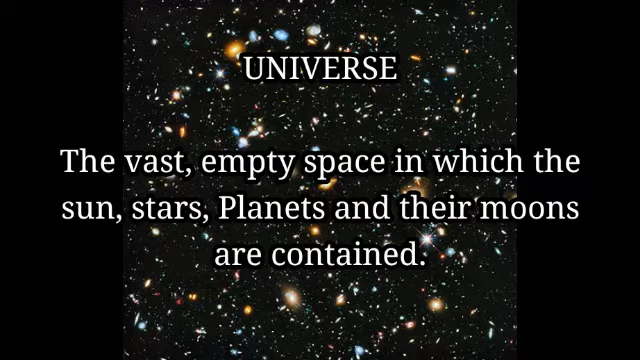 UNIVERSE
The vast, empty space in which the
sun, stars, Planets and their moons
are contained.